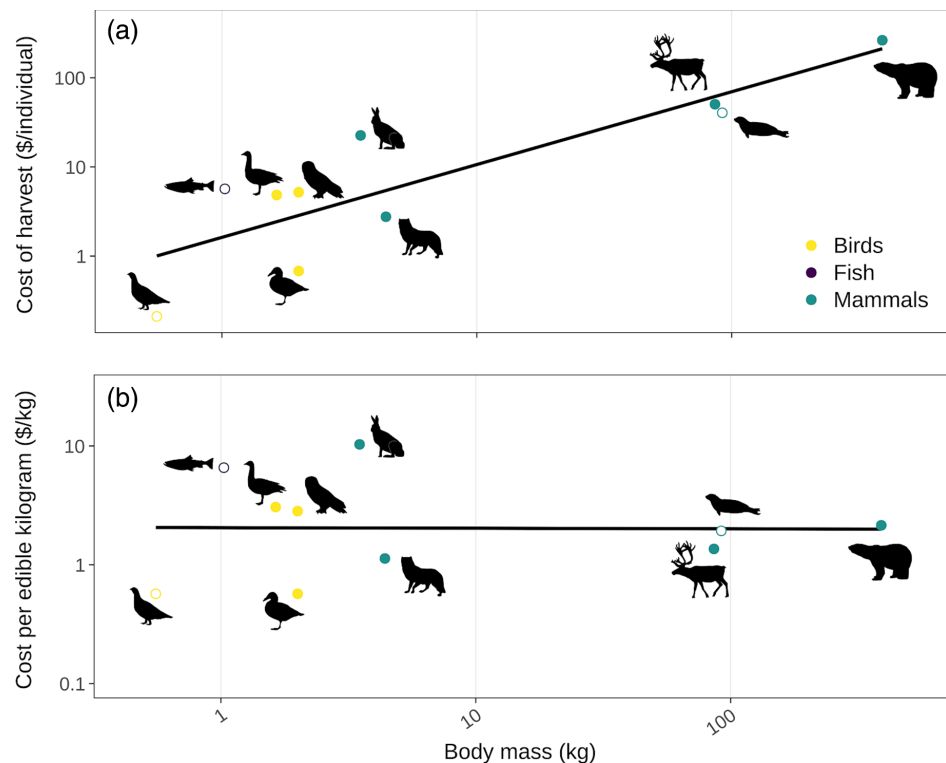 (a)
Cost of harvest ($/individual)
100
10
1
Birds
Fish
Mammals
(b)
Cost per edible kilogram ($/kg)
10
1
0.1
1
10
100
Body mass (kg)